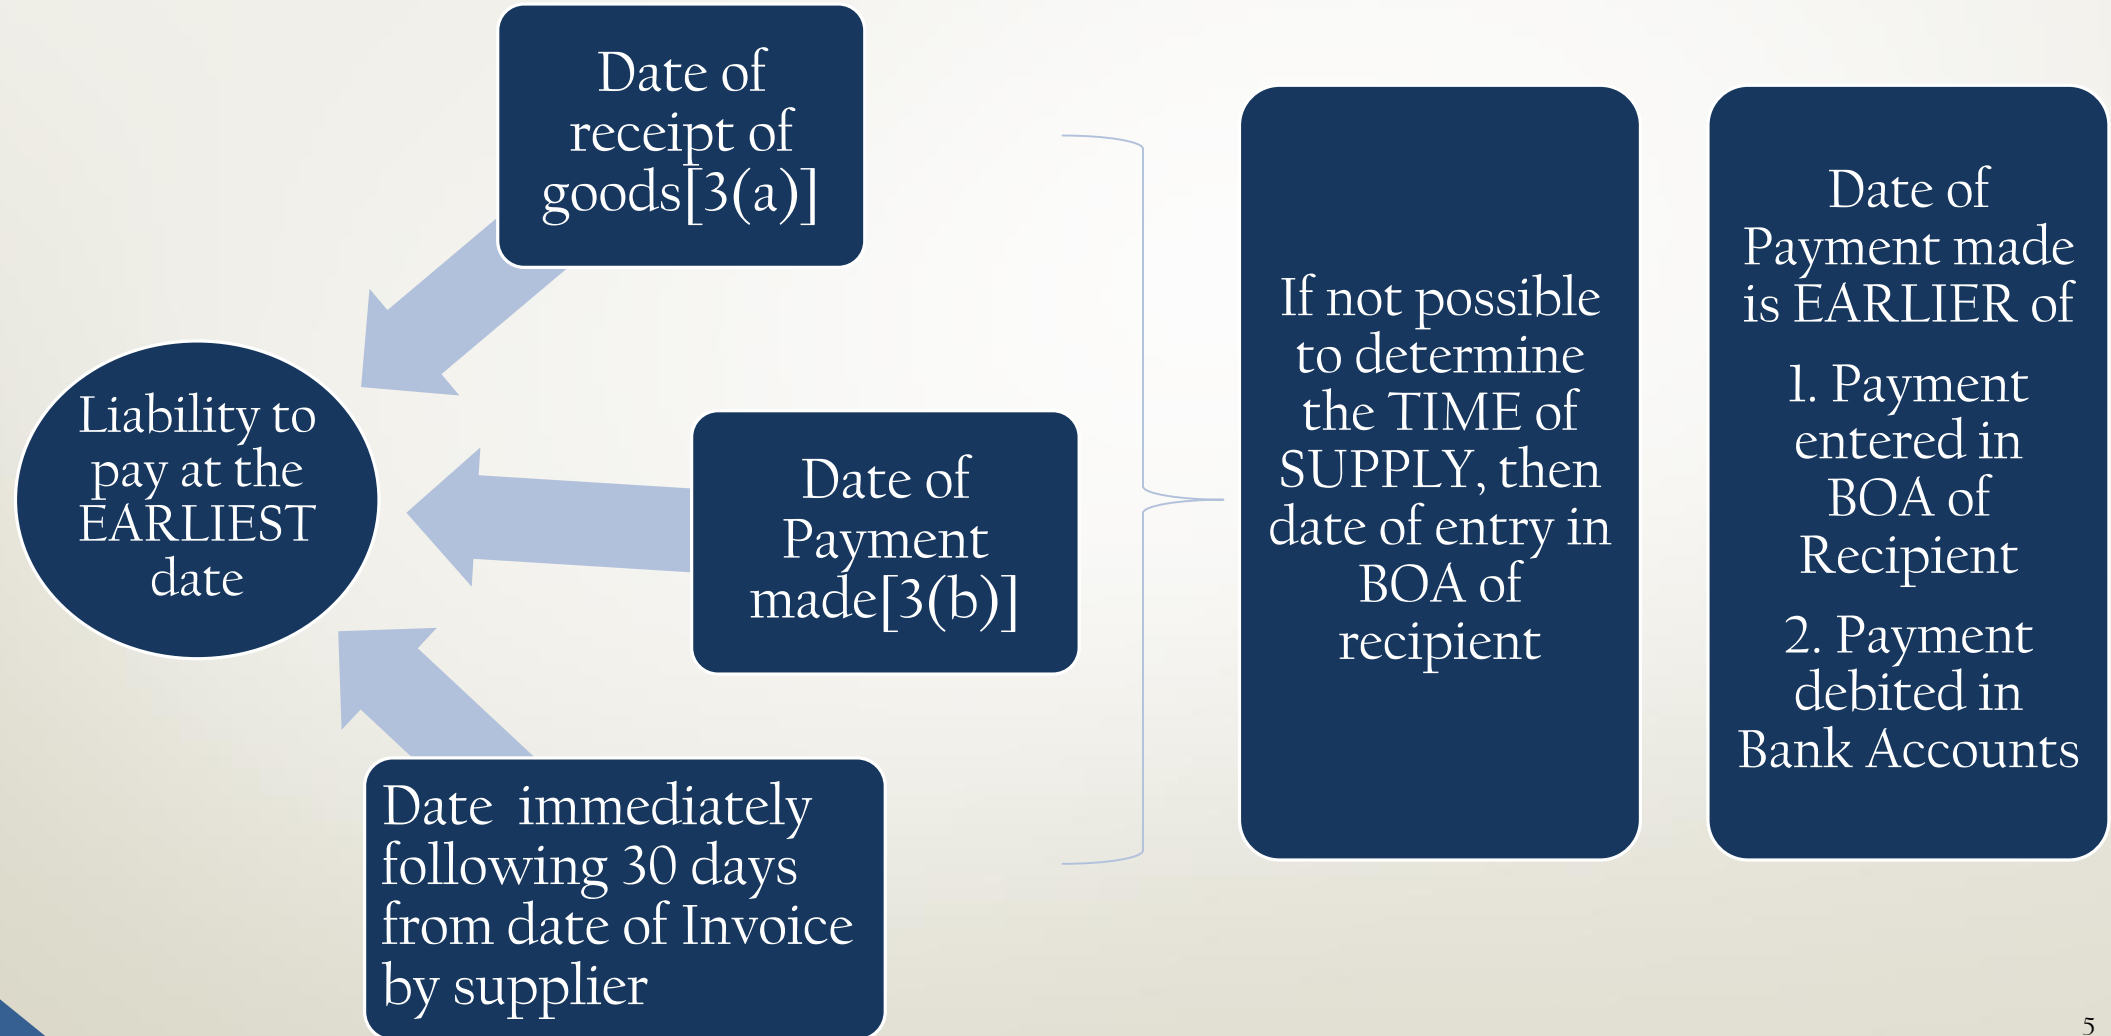 Date of
receipt of
goods[3(a)]
Liability to
pay at the
EARLIEST
date
Date of
Payment
made[3(b)]
Date  immediately
following 30 days
from date of Invoice
by supplier
If not possible
to determine
the TIME of
SUPPLY, then
date of entry in
BOA of
recipient
Date of
Payment made
is EARLIER of
1. Payment
entered in
BOA of
Recipient
2. Payment
debited in
Bank Accounts
5